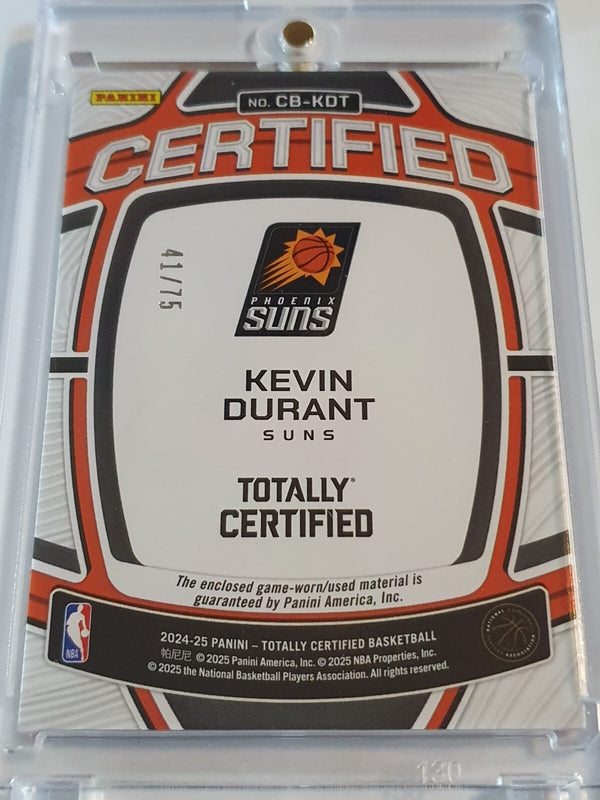 PANINI
NO. CB-KDT
CERTIFIED
41/75
PHOENIX
SUNS
KEVIN
DURANT
SUNS
TOTALLY
CERTIFIED
The enclosed game-worn/used material is
guaranteed by Panini America, Inc.
NBA
2024-25 PANINI – TOTALLY CERTIFIED BASKETBALL
帕尼尼 © 2025 Panini America, Inc. © 2025 NBA Properties, Inc.
© 2025 the National Basketball Players Association. All rights reserved.
130